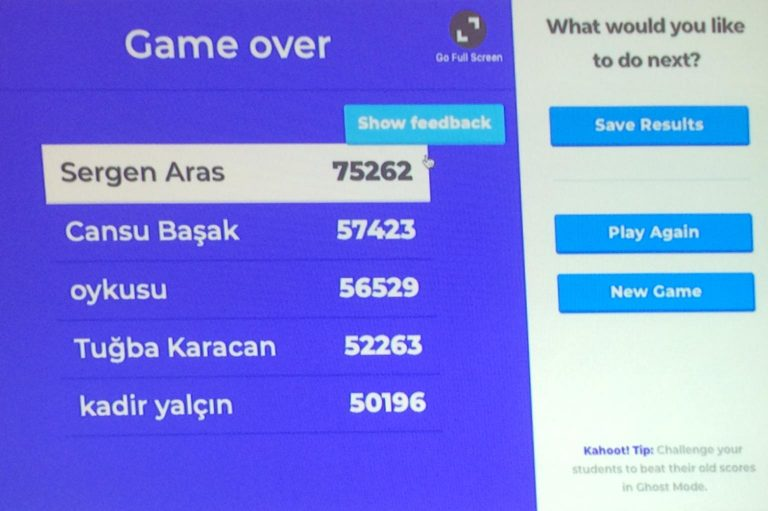 Game over
Go Full Screen
Show feedback
Sergen Aras 75262
Cansu Başak 57423
oykusu 56529
Tuğba Karacan 52263
kadir yalçın 50196
What would you like
to do next?
Save Results
Play Again
New Game
Kahoot! Tip: Challenge your
students to beat their old scores
in Ghost Mode.